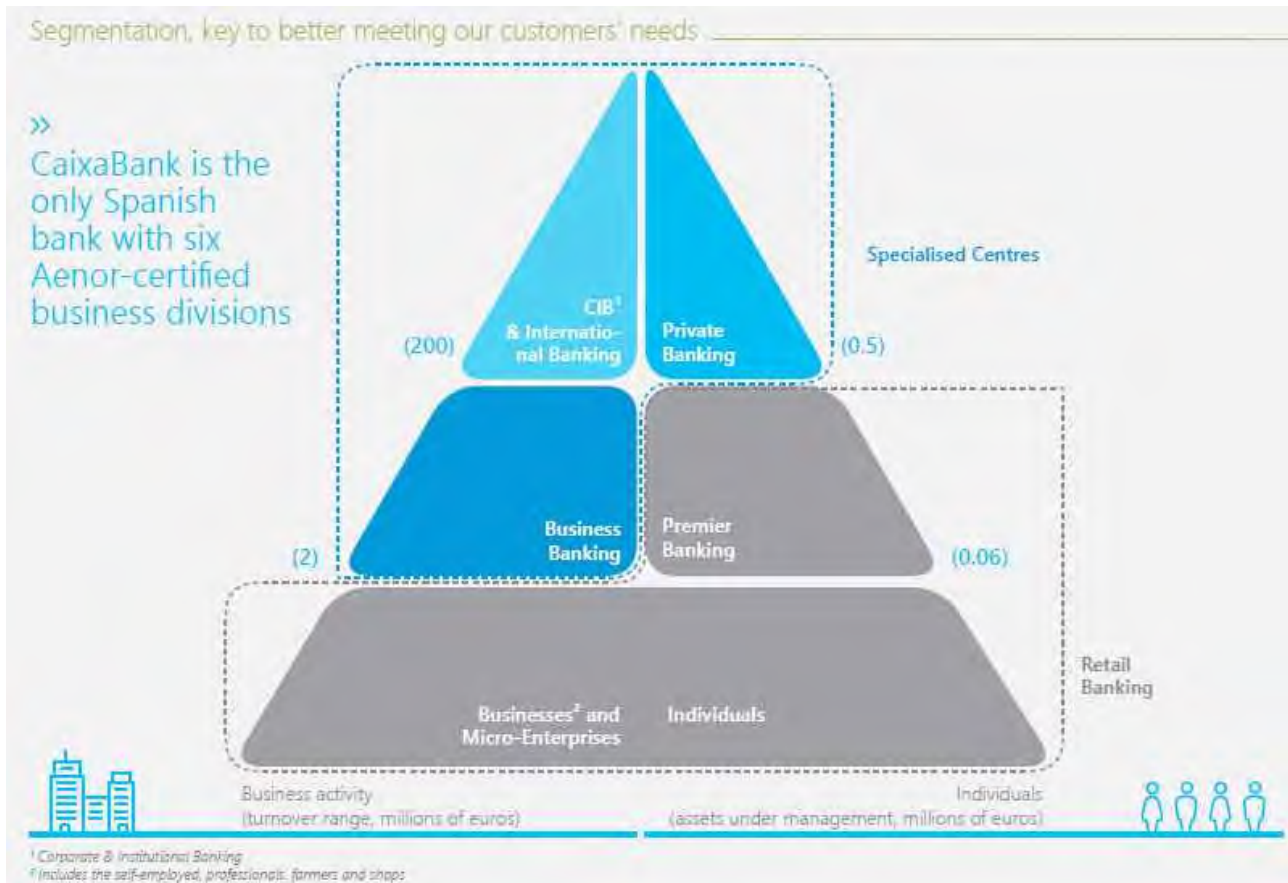 Segmentation, key to better meeting our customers' needs
»
CaixaBank is the
only Spanish
bank with six
Aenor-certified
business divisions
Specialised Centres
CIB¹
& Internatio-
nal Banking
Private
Banking
(200)
(0.5)
Business
Banking
Premier
Banking
(2)
(0.06)
Retail
Banking
Businesses² and
Micro-Enterprises
Individuals
Business activity
(turnover range, millions of euros)
Individuals
(assets under management, millions of euros)
¹ Corporate & Institutional Banking
² Includes the self-employed, professionals, farmers and shops